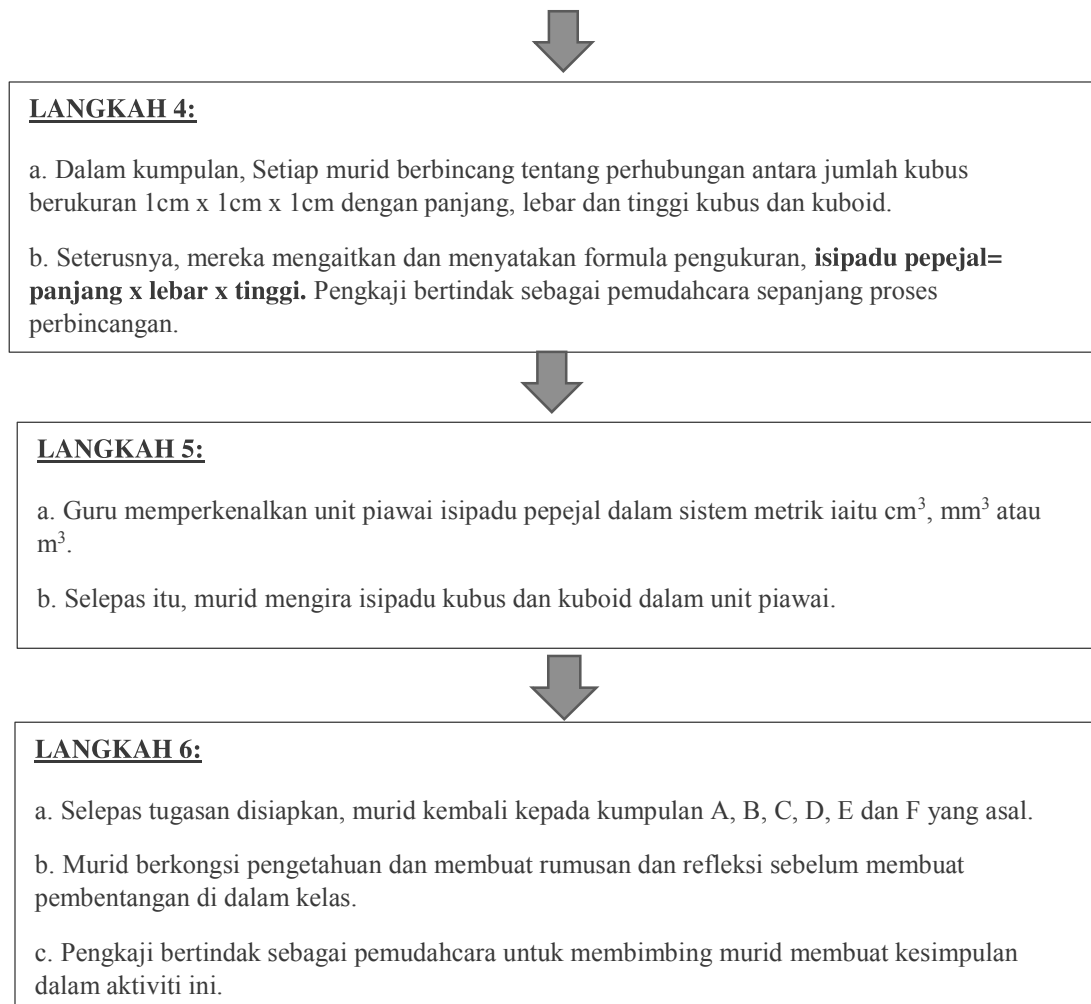 LANGKAH 4:
a. Dalam kumpulan, Setiap murid berbincang tentang perhubungan antara jumlah kubus
berukuran 1cm x 1cm x 1cm dengan panjang, lebar dan tinggi kubus dan kuboid.
b. Seterusnya, mereka mengaitkan dan menyatakan formula pengukuran, isipadu pepejal=
panjang x lebar x tinggi. Pengkaji bertindak sebagai pemudahcara sepanjang proses
perbincangan.
LANGKAH 5:
a. Guru memperkenalkan unit piawai isipadu pepejal dalam sistem metrik iaitu cm³, mm³ atau
m³.
b. Selepas itu, murid mengira isipadu kubus dan kuboid dalam unit piawai.
LANGKAH 6:
a. Selepas tugasan disiapkan, murid kembali kepada kumpulan A, B, C, D, E dan F yang asal.
b. Murid berkongsi pengetahuan dan membuat rumusan dan refleksi sebelum membuat
pembentangan di dalam kelas.
c. Pengkaji bertindak sebagai pemudahcara untuk membimbing murid membuat kesimpulan
dalam aktiviti ini.